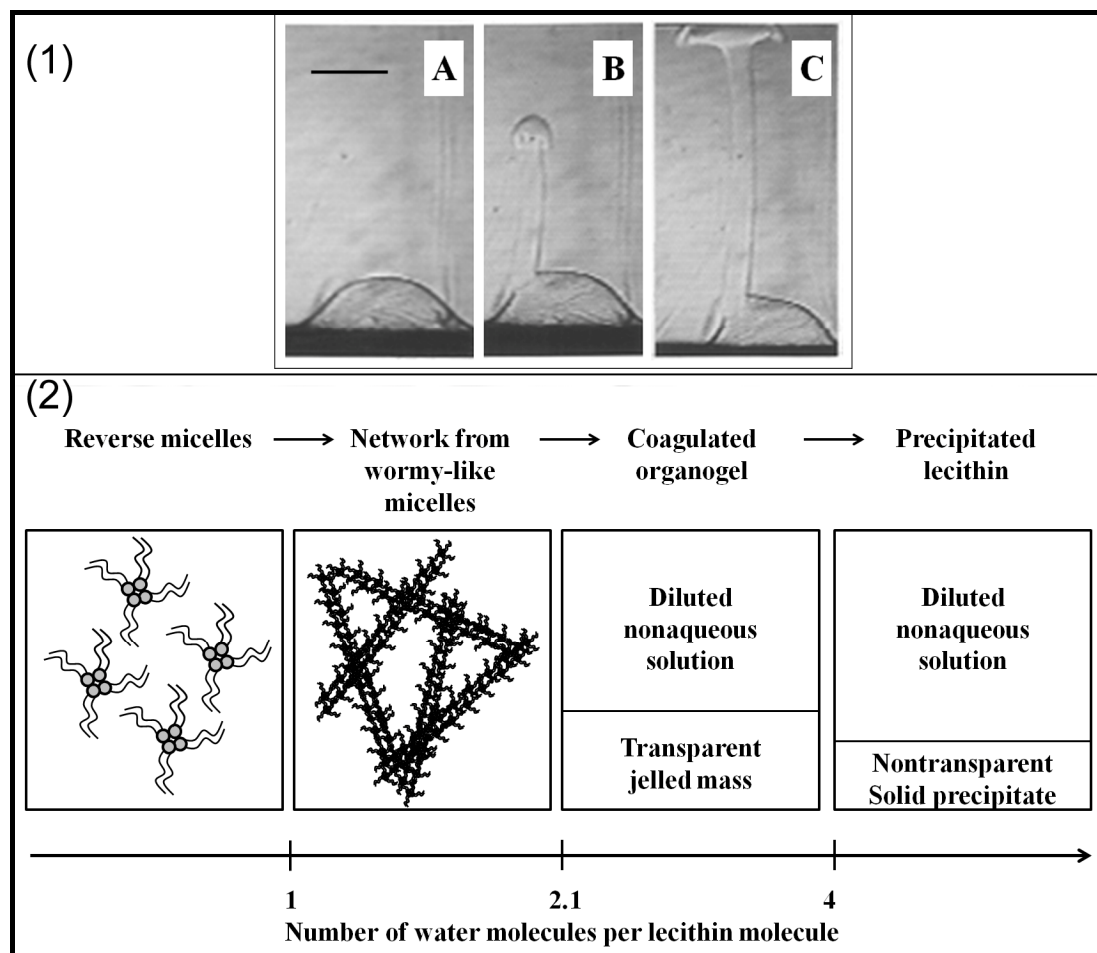 (1)
A
B
C
(2)
Reverse micelles
Network from
wormy-like
micelles
Coagulated
organogel
Precipitated
lecithin
Diluted
nonaqueous
solution
Transparent
jelled mass
Diluted
nonaqueous
solution
Nontransparent
Solid precipitate
1
2.1
4
Number of water molecules per lecithin molecule